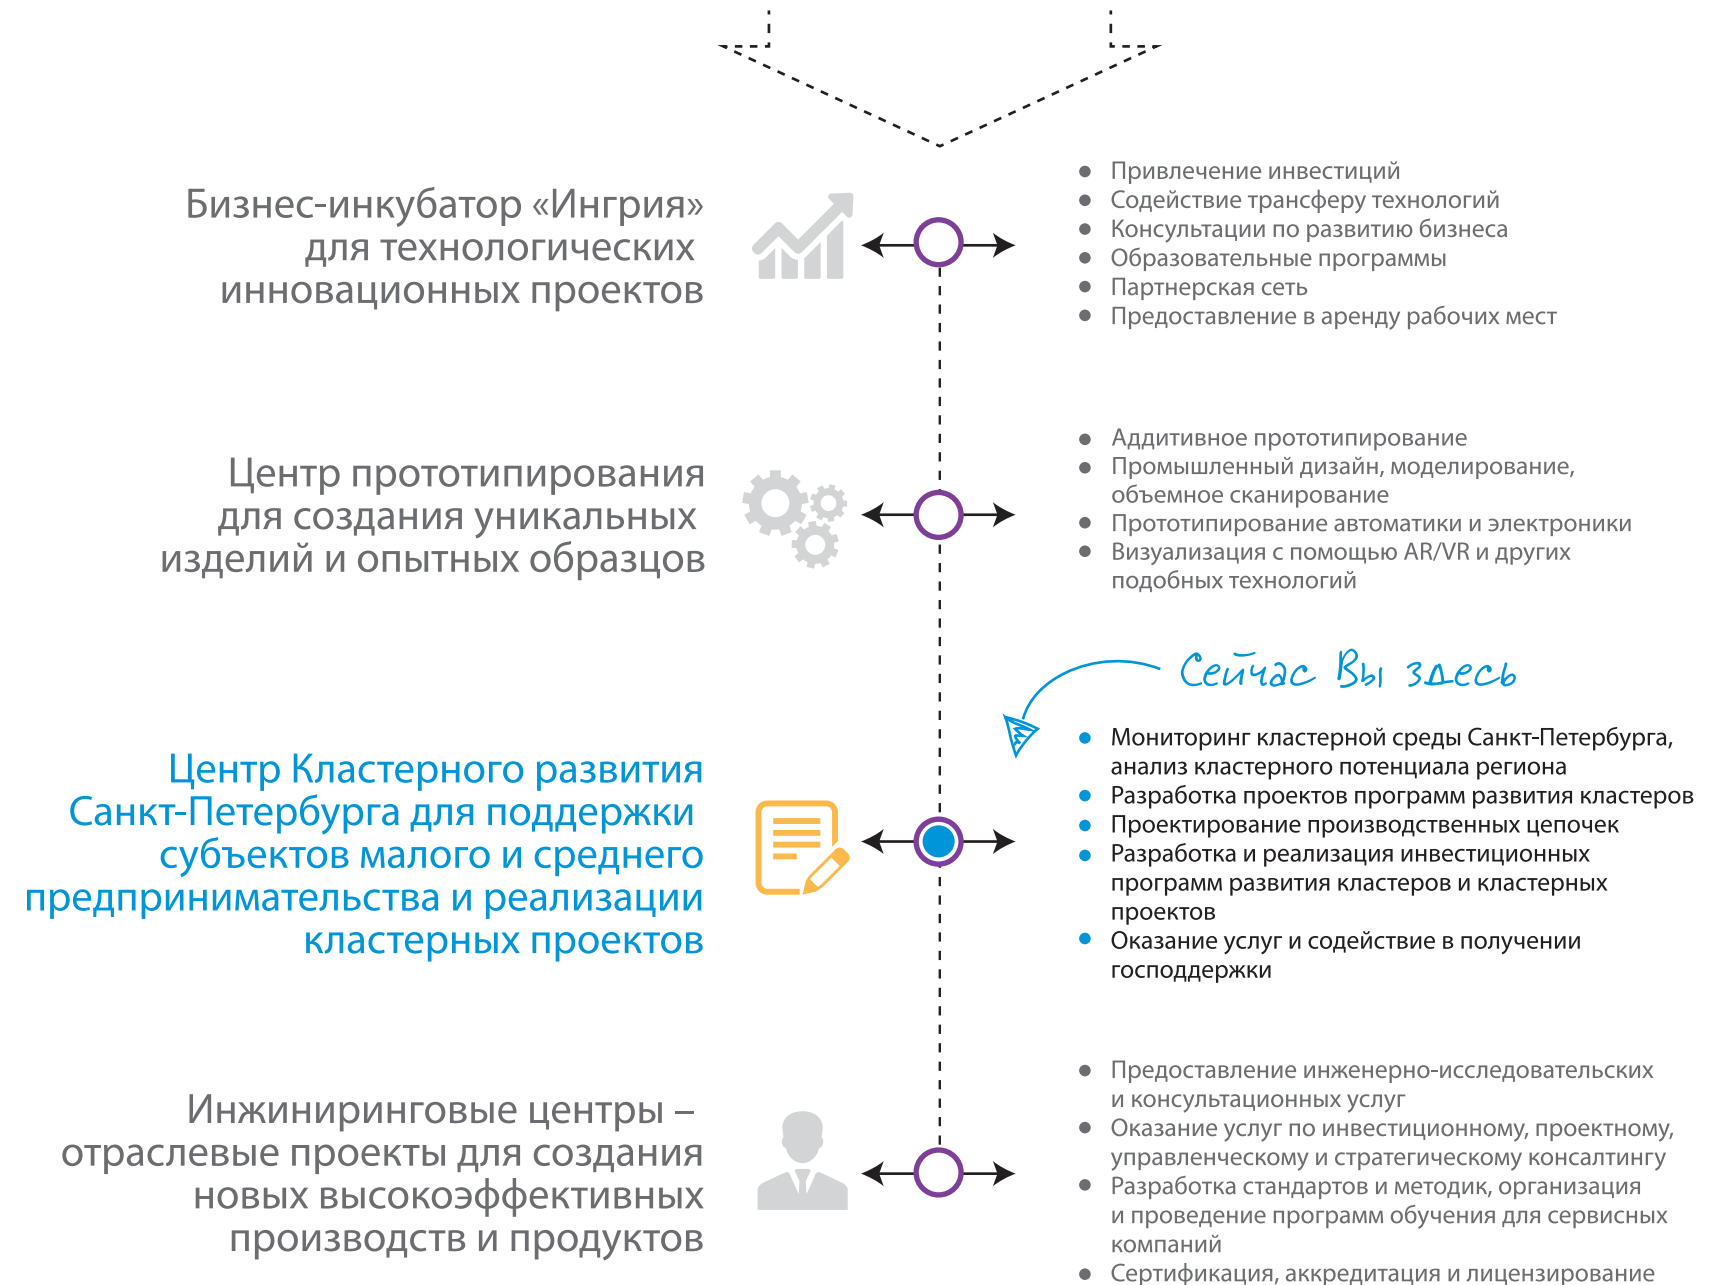 Бизнес-инкубатор «Ингрия»
для технологических
инновационных проектов
Привлечение инвестиций
Содействие трансферу технологий
Консультации по развитию бизнеса
Образовательные программы
Партнерская сеть
Предоставление в аренду рабочих мест
Центр прототипирования
для создания уникальных
изделий и опытных образцов
Аддитивное прототипирование
Промышленный дизайн, моделирование,
объемное сканирование
Прототипирование автоматики и электроники
Визуализация с помощью AR/VR и других
подобных технологий
Сейчас Вы здесь
Центр Кластерного развития
Санкт-Петербурга для поддержки
субъектов малого и среднего
предпринимательства и реализации
кластерных проектов
Мониторинг кластерной среды Санкт-Петербурга,
анализ кластерного потенциала региона
Разработка проектов программ развития кластеров
Проектирование производственных цепочек
Разработка и реализация инвестиционных
программ развития кластеров и кластерных
проектов
Оказание услуг и содействие в получении
господдержки
Инжиниринговые центры –
отраслевые проекты для создания
новых высокоэффективных
производств и продуктов
Предоставление инженерно-исследовательских
и консультационных услуг
Оказание услуг по инвестиционному, проектному,
управленческому и стратегическому консалтингу
Разработка стандартов и методик, организация
и проведение программ обучения для сервисных
компаний
Сертификация, аккредитация и лицензирование